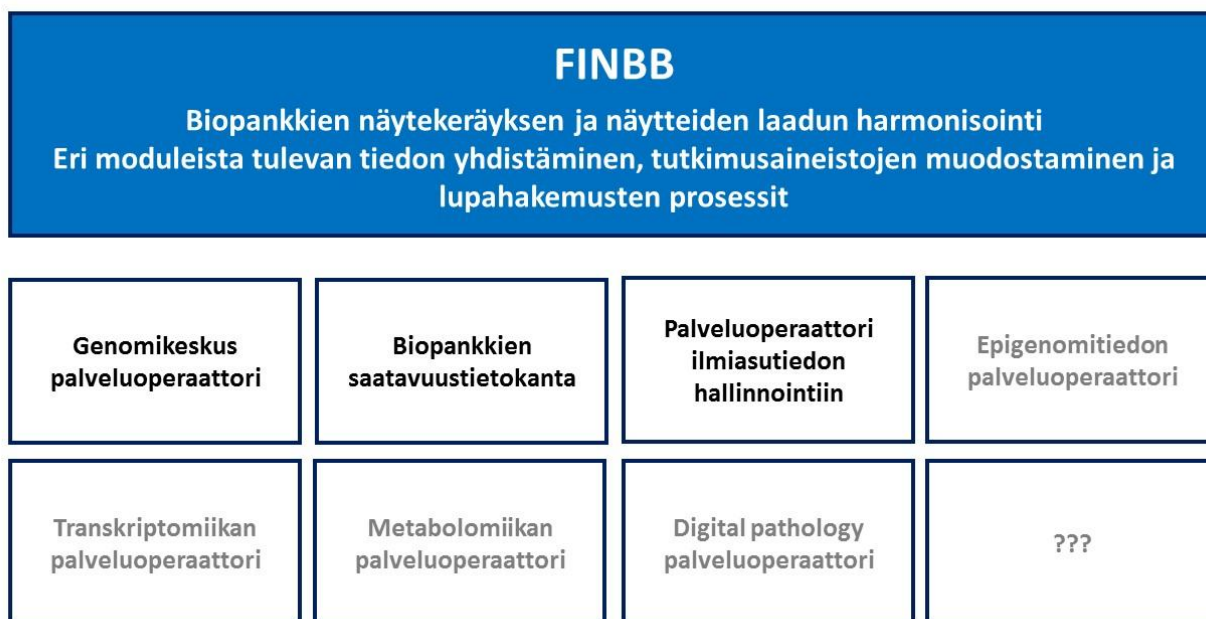 FINBB
Biopankkien näytekeräyksen ja näytteiden laadun harmonisointi
Eri moduleista tulevan tiedon yhdistäminen, tutkimusaineistojen muodostaminen ja
lupahakemusten prosessit
Genomikeskus
palveluoperaattori
Biopankkien
saatavuustietokanta
Palveluoperaattori
ilmiasutiedon
hallinnointiin
Epigenomitiedon
palveluoperaattori
Transkriptomiikan
palveluoperaattori
Metabolomiikan
palveluoperaattori
Digital pathology
palveluoperaattori
???